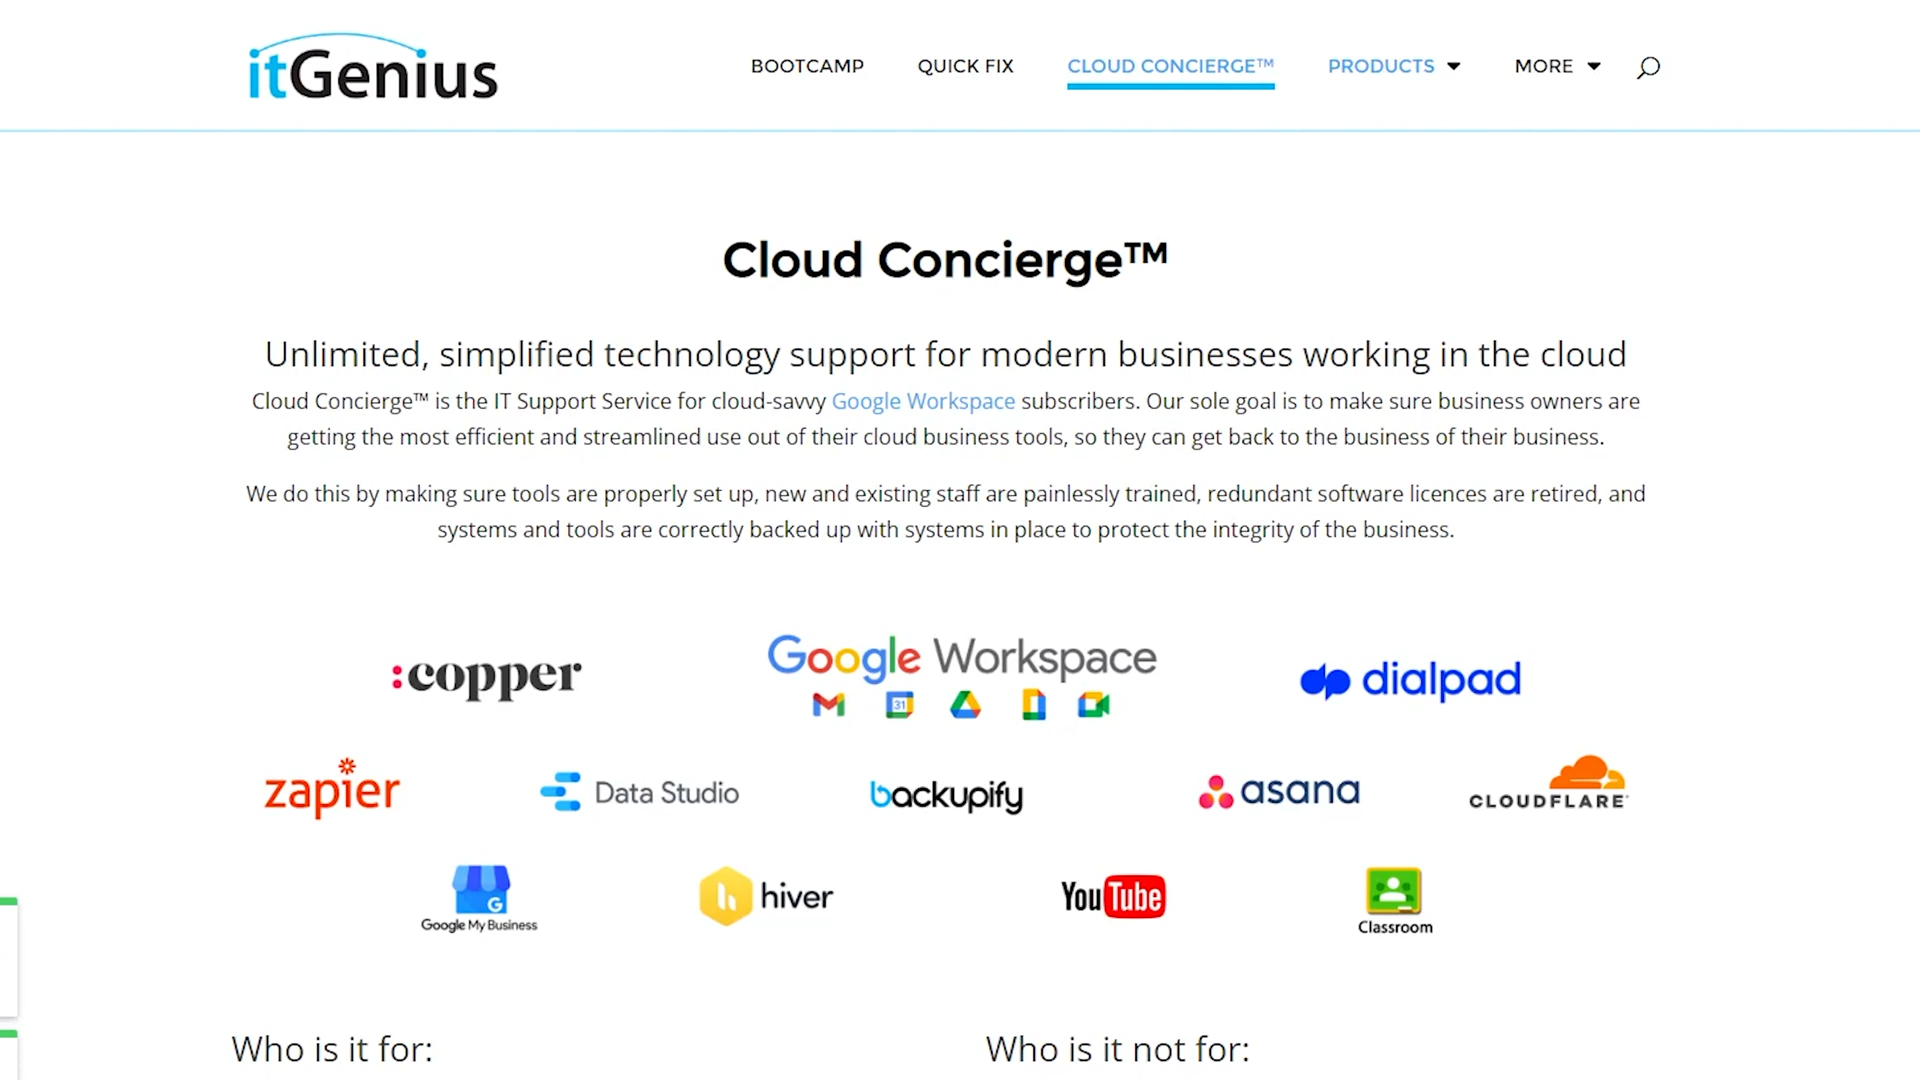 itGenius
BOOTCAMP
QUICK FIX
CLOUD CONCIERGE™
PRODUCTS
MORE
Cloud Concierge™
Unlimited, simplified technology support for modern businesses working in the cloud
Cloud Concierge™ is the IT Support Service for cloud-savvy Google Workspace subscribers. Our sole goal is to make sure business owners are
getting the most efficient and streamlined use out of their cloud business tools, so they can get back to the business of their business.
We do this by making sure tools are properly set up, new and existing staff are painlessly trained, redundant software licences are retired, and
systems and tools are correctly backed up with systems in place to protect the integrity of the business.
:copper
Google Workspace
31
dialpad
zapier
Data Studio
backupify
asana
CLOUDFLARE
G
Google My Business
h
hiver
YouTube
Classroom
Who is it for:
Who is it not for: